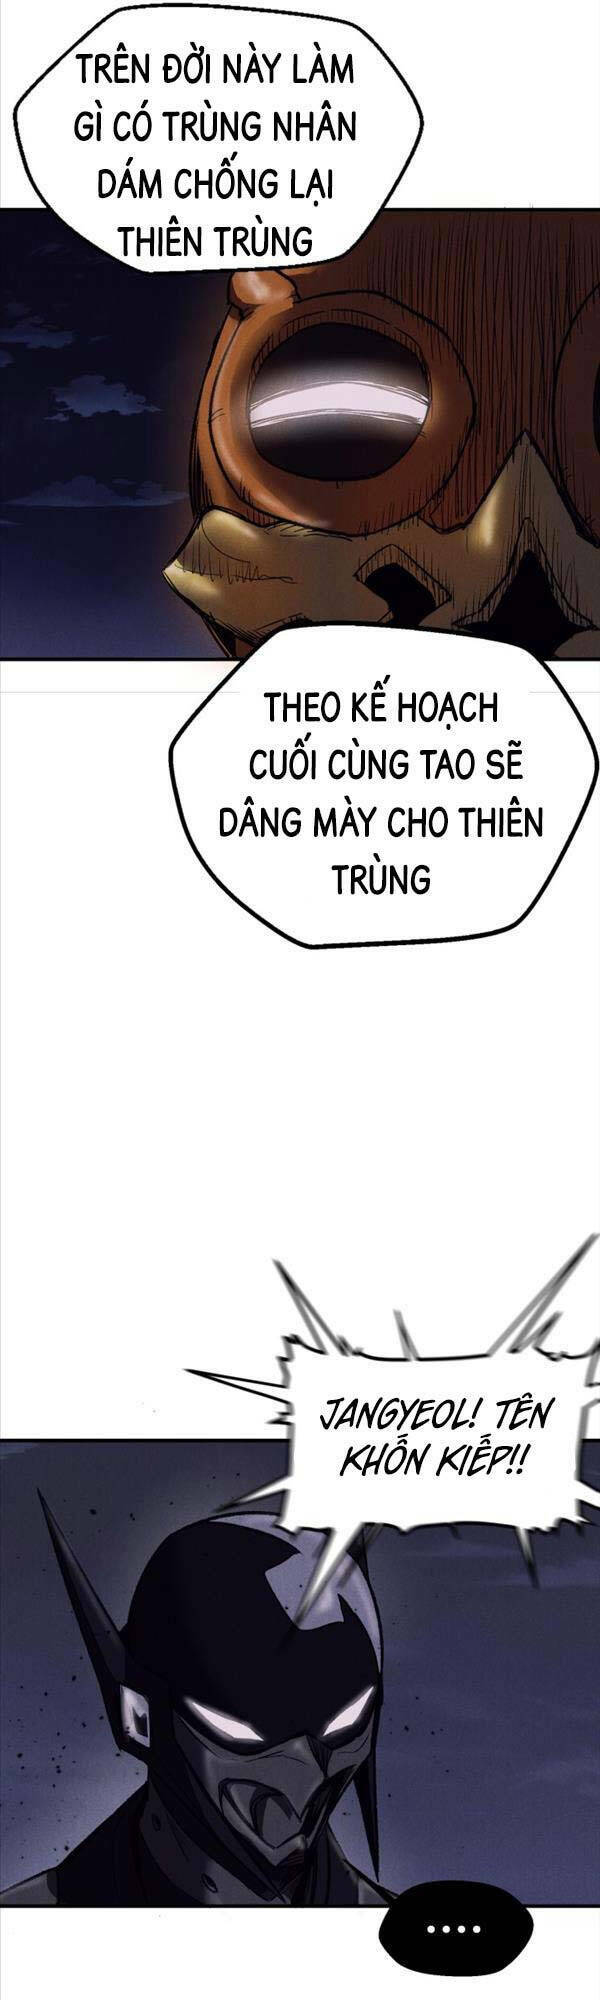 TRÊN ĐỜI NÀY LÀM
GÌ CÓ TRÙNG NHÂN
DÁM CHỐNG LẠI
THIÊN TRÙNG
THEO KẾ HOẠCH
CUỐI CÙNG TAO SẼ
DÂNG MÀY CHO THIÊN
TRÙNG
JANGYEOL! TÊN
KHỐN KIẾP!!
....